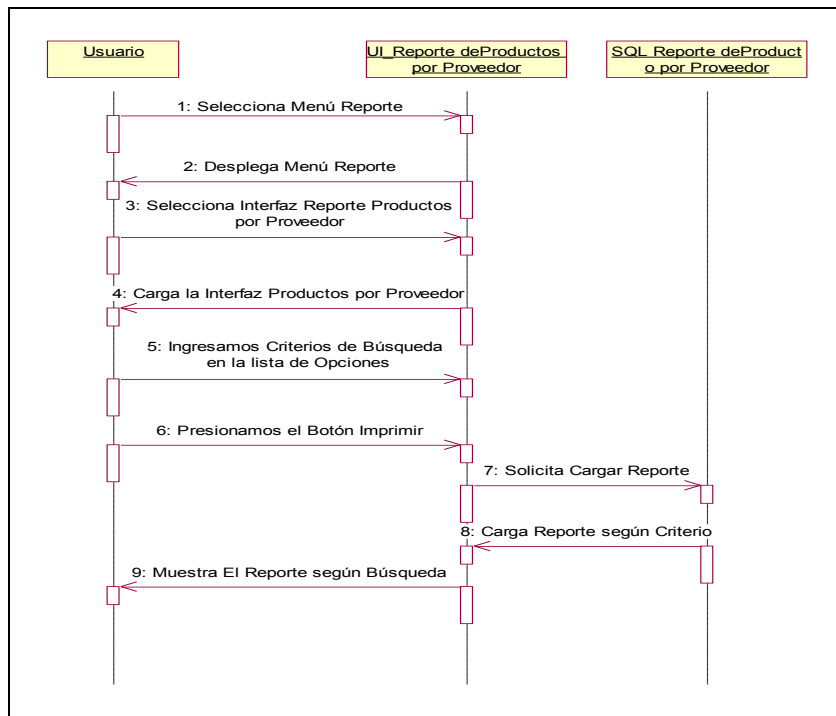 Usuario
UI_Reporte deProductos
por Proveedor
SQL_Reporte deProduct
o por Proveedor
1: Selecciona Menú Reporte
2: Desplega Menú Reporte
3: Selecciona Interfaz Reporte Productos
por Proveedor
4: Carga la Interfaz Productos por Proveedor
5: Ingresamos Criterios de Búsqueda
en la lista de Opciones
6: Presionamos el Botón Imprimir
7: Solicita Cargar Reporte
8: Carga Reporte según Criterio
9: Muestra El Reporte según Búsqueda